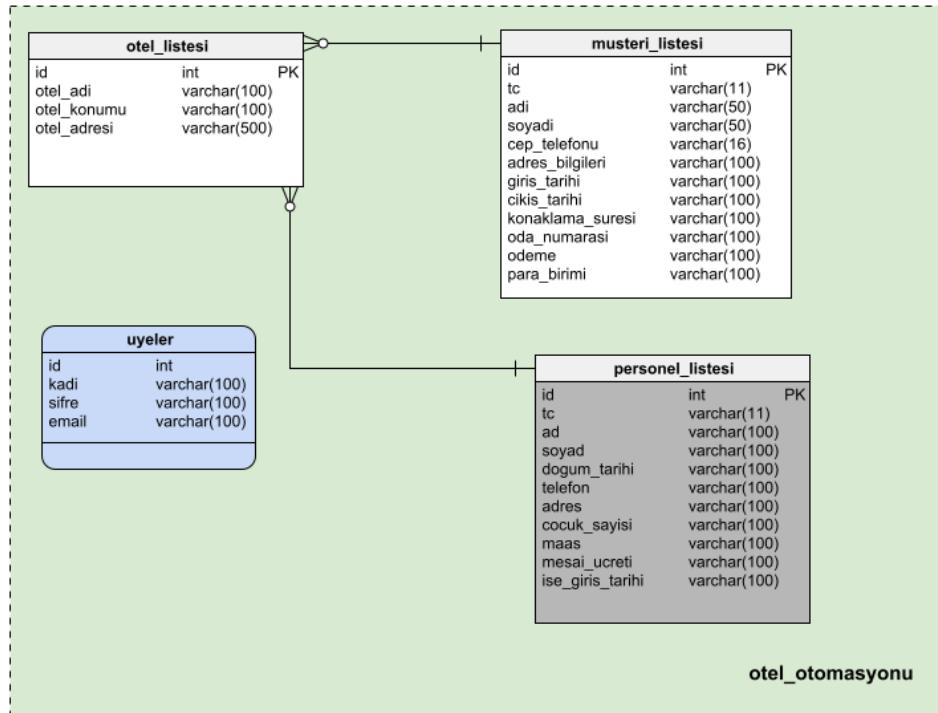 otel_listesi
id int PK
otel_adi varchar(100)
otel_konumu varchar(100)
otel_adresi varchar(500)
musteri_listesi
id int PK
tc varchar(11)
adi varchar(50)
soyadi varchar(50)
cep_telefonu varchar(16)
adres_bilgileri varchar(100)
giris_tarihi varchar(100)
cikis_tarihi varchar(100)
konaklama_suresi varchar(100)
oda_numarasi varchar(100)
odeme varchar(100)
para_birimi varchar(100)
uyeler
id int
kadi varchar(100)
sifre varchar(100)
email varchar(100)
personel_listesi
id int PK
tc varchar(11)
ad varchar(100)
soyad varchar(100)
dogum_tarihi varchar(100)
telefon varchar(100)
adres varchar(100)
cocuk_sayisi varchar(100)
maas varchar(100)
mesai_ucreti varchar(100)
ise_giris_tarihi varchar(100)
otel_otomasyonu